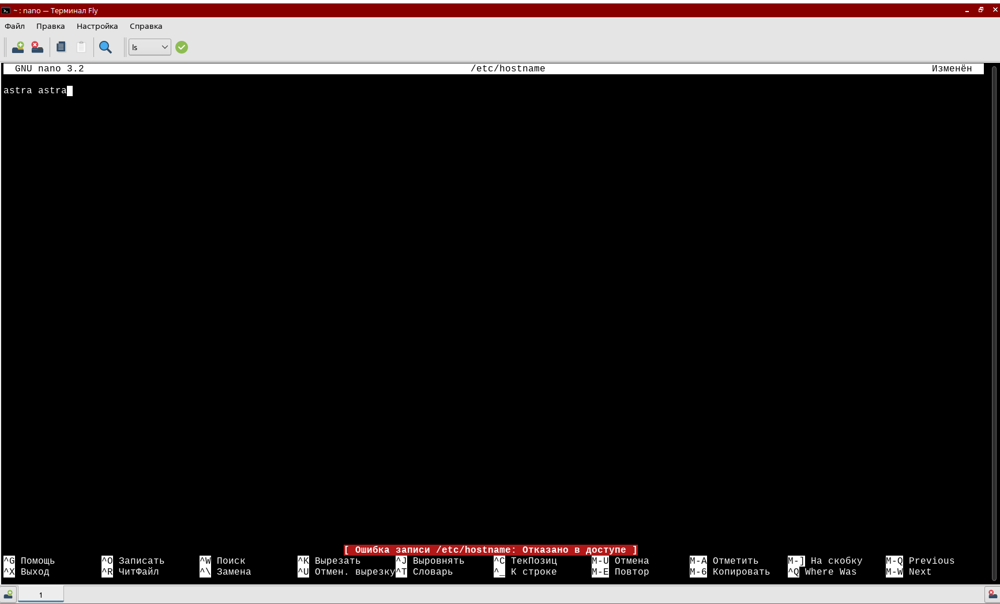 ~ : nano — Терминал Fly
Файл Правка Настройка Справка
ls
GNU nano 3.2 /etc/hostname Изменён
astra astra
[ Ошибка записи /etc/hostname: Отказано в доступе ]
^G Помощь ^O Записать ^W Поиск ^K Вырезать ^J Выровнять ^C ТекПозиц M-U Отмена M-A Отметить M-] На скобку M-Q Previous
^X Выход ^R ЧитФайл ^\ Замена ^U Отмен. вырезку ^T Словарь ^_ К строке M-E Повтор M-6 Копировать ^Q Where Was M-W Next
1